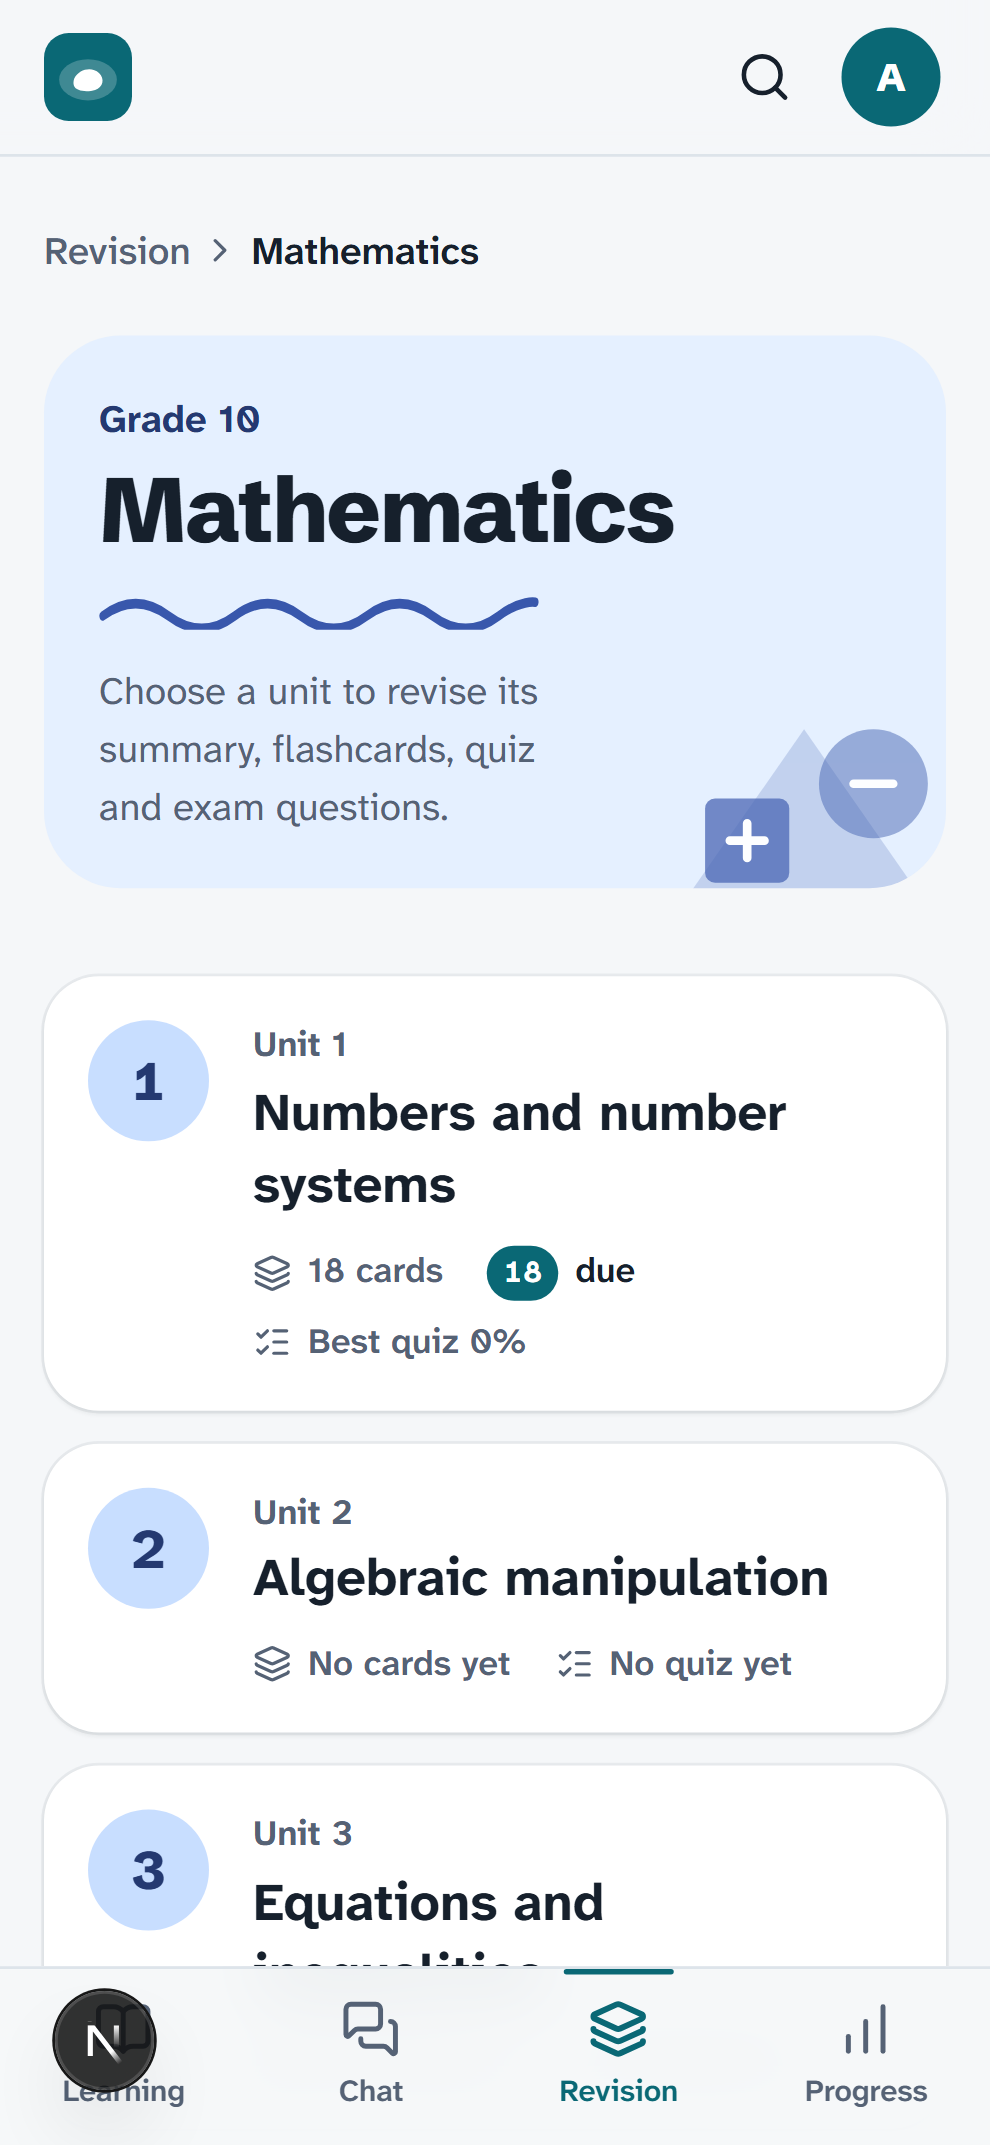 A
Revision > Mathematics
Grade 10
Mathematics
Choose a unit to revise its
summary, flashcards, quiz
and exam questions.
1
Unit 1
Numbers and number
systems
18 cards 18 due
Best quiz 0%
2
Unit 2
Algebraic manipulation
No cards yet No quiz yet
3
Unit 3
Equations and
inequalities
N
Learning Chat Revision Progress